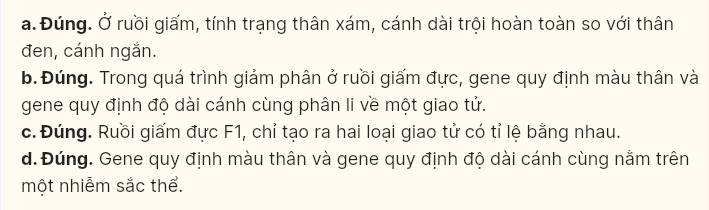 a. Đúng. Ở ruồi giấm, tính trạng thân xám, cánh dài trội hoàn toàn so với thân
đen, cánh ngắn.
b. Đúng. Trong quá trình giảm phân ở ruồi giấm đực, gene quy định màu thân và
gene quy định độ dài cánh cùng phân li về một giao tử.
c. Đúng. Ruồi giấm đực F1, chỉ tạo ra hai loại giao tử có tỉ lệ bằng nhau.
d. Đúng. Gene quy định màu thân và gene quy định độ dài cánh cùng nằm trên
một nhiễm sắc thể.